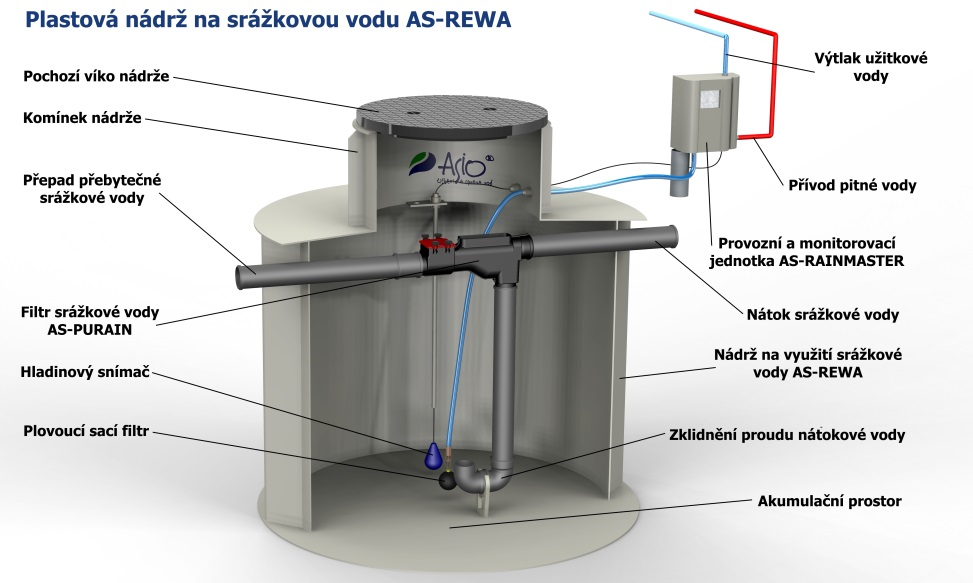 Plastová nádrž na srážkovou vodu AS-REWA
Pochozí víko nádrže
Komínek nádrže
Přepad přebytečné
srážkové vody
Filtr srážkové vody
AS-PURAIN
Hladinový snímač
Plovoucí sací filtr
Asio
Výtlak užitkové
vody
Přívod pitné vody
Provozní a monitorovací
jednotka AS-RAINMASTER
Nátok srážkové vody
Nádrž na využití srážkové
vody AS-REWA
Zklidnění proudu nátokové vody
Akumulační prostor